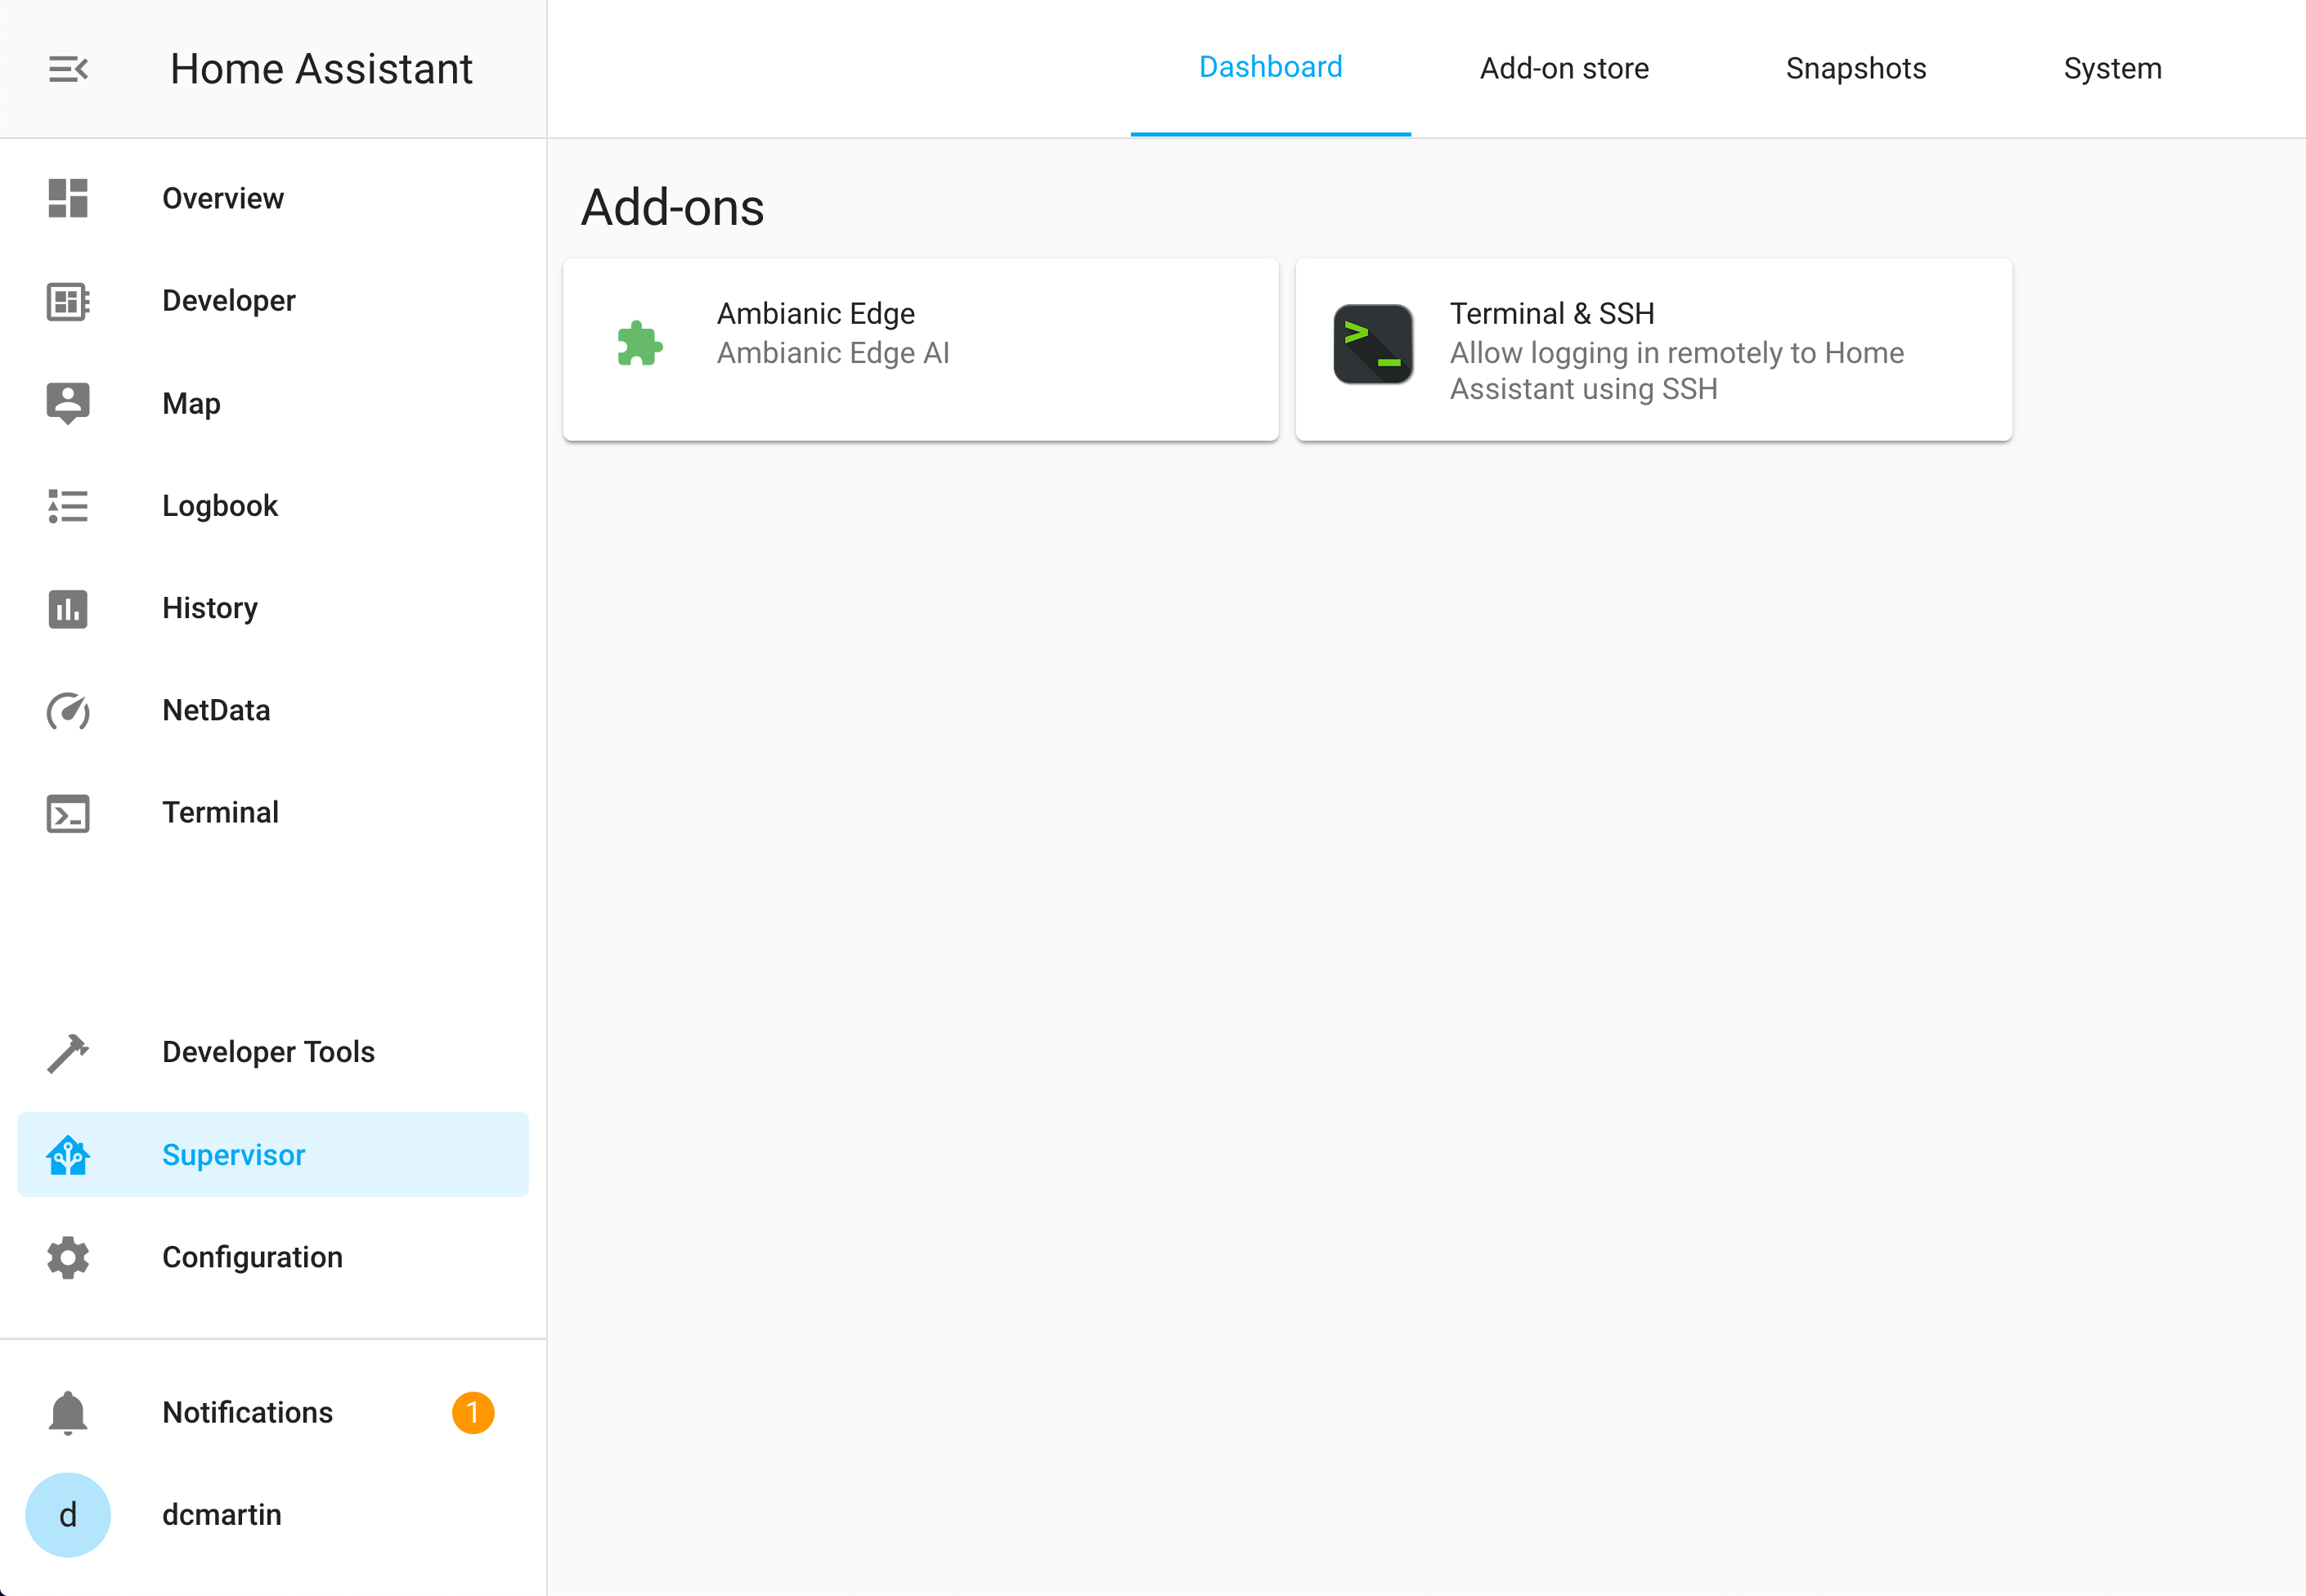 Home Assistant
Dashboard
Add-on store
Snapshots
System
Overview
Developer
Map
Logbook
History
NetData
Terminal
Developer Tools
Supervisor
Configuration
Notifications
1
d
dcmartin
Add-ons
Ambianic Edge
Ambianic Edge AI
Terminal & SSH
Allow logging in remotely to Home
Assistant using SSH